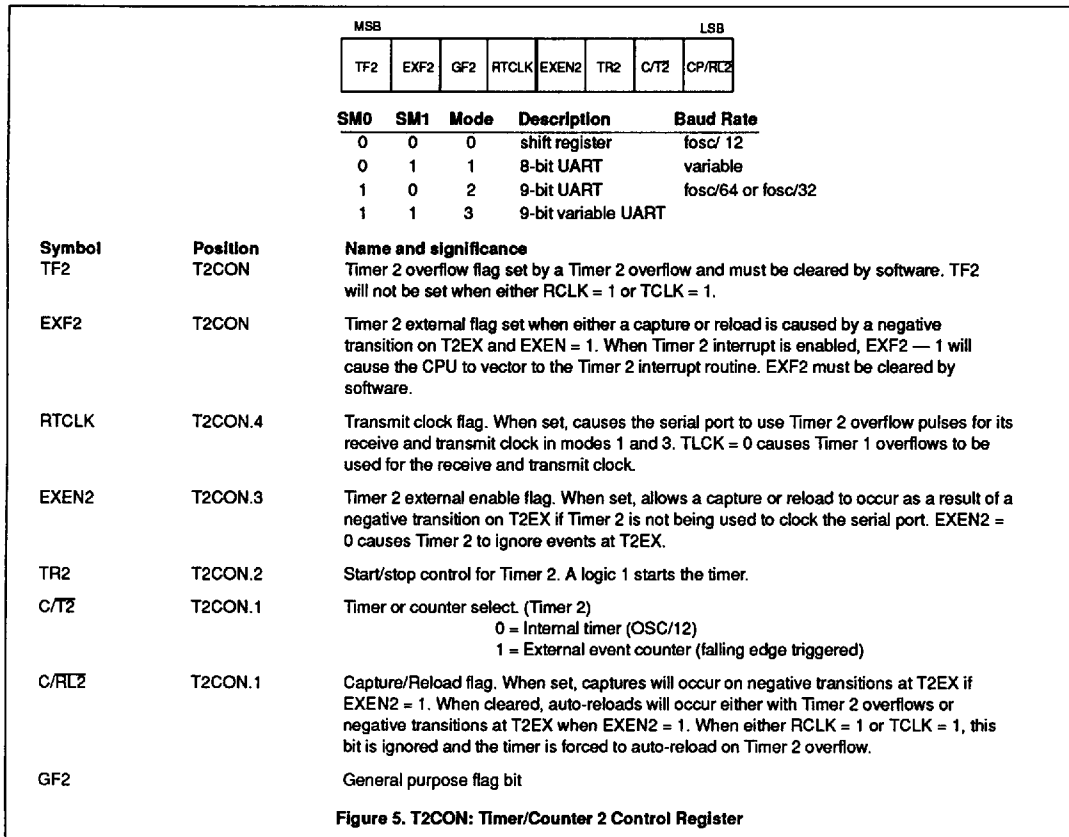 MSB LSB
TF2 EXF2 GF2 RTCLK EXEN2 TR2 C/T2 CP/RL2
SM0 SM1 Mode Description Baud Rate
0 0 0 shift register fosc/ 12
0 1 1 8-bit UART variable
1 0 2 9-bit UART fosc/64 or fosc/32
1 1 3 9-bit variable UART
Symbol Position Name and significance
TF2 T2CON Timer 2 overflow flag set by a Timer 2 overflow and must be cleared by software. TF2
will not be set when either RCLK = 1 or TCLK = 1.
EXF2 T2CON Timer 2 external flag set when either a capture or reload is caused by a negative
transition on T2EX and EXEN = 1. When Timer 2 interrupt is enabled, EXF2 — 1 will
cause the CPU to vector to the Timer 2 interrupt routine. EXF2 must be cleared by
software.
RTCLK T2CON.4 Transmit clock flag. When set, causes the serial port to use Timer 2 overflow pulses for its
receive and transmit clock in modes 1 and 3. TLCK = 0 causes Timer 1 overflows to be
used for the receive and transmit clock.
EXEN2 T2CON.3 Timer 2 external enable flag. When set, allows a capture or reload to occur as a result of a
negative transition on T2EX if Timer 2 is not being used to clock the serial port. EXEN2 =
0 causes Timer 2 to ignore events at T2EX.
TR2 T2CON.2 Start/stop control for Timer 2. A logic 1 starts the timer.
C/T2 T2CON.1 Timer or counter select. (Timer 2)
0 = Internal timer (OSC/12)
1 = External event counter (falling edge triggered)
C/RL2 T2CON.1 Capture/Reload flag. When set, captures will occur on negative transitions at T2EX if
EXEN2 = 1. When cleared, auto-reloads will occur either with Timer 2 overflows or
negative transitions at T2EX when EXEN2 = 1. When either RCLK = 1 or TCLK = 1, this
bit is ignored and the timer is forced to auto-reload on Timer 2 overflow.
GF2 General purpose flag bit
Figure 5. T2CON: Timer/Counter 2 Control Register